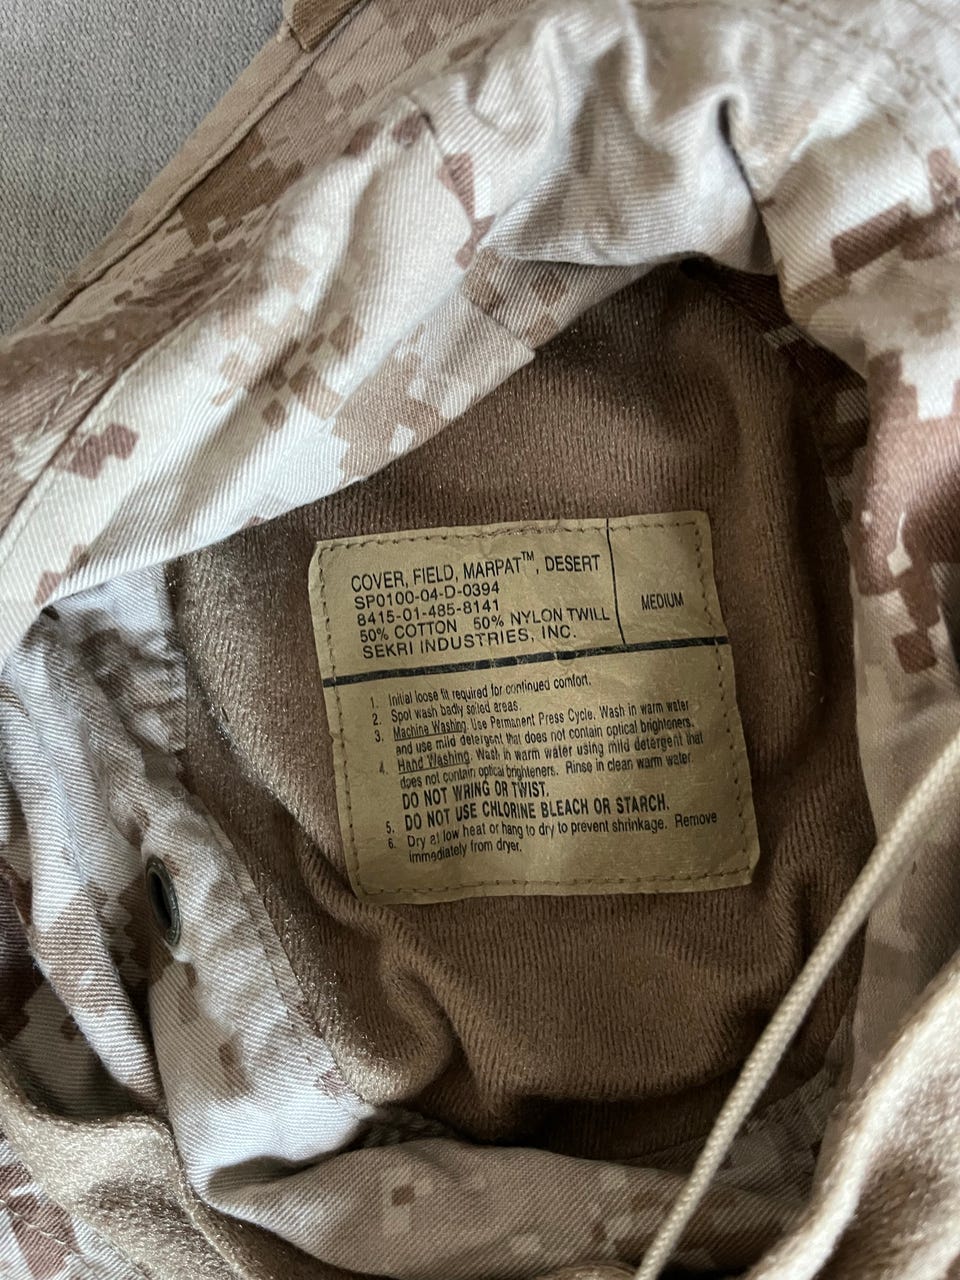 COVER, FIELD, MARPAT™, DESERT
SP0100-04-D-0394
8415-01-485-8141
50% COTTON 50% NYLON TWILL
SEKRI INDUSTRIES, INC.
MEDIUM
1. Initial loose fit required for continued comfort.
2. Spot wash badly soiled areas.
3. Machine Washing. Use Permanent Press Cycle. Wash in warm water
and use mild detergent that does not contain optical brighteners.
4. Hand Washing. Wash in warm water using mild detergent that
does not contain optical brighteners. Rinse in clean warm water.
DO NOT WRING OR TWIST.
5. DO NOT USE CHLORINE BLEACH OR STARCH.
6. Dry at low heat or hang to dry to prevent shrinkage. Remove
immediately from dryer.